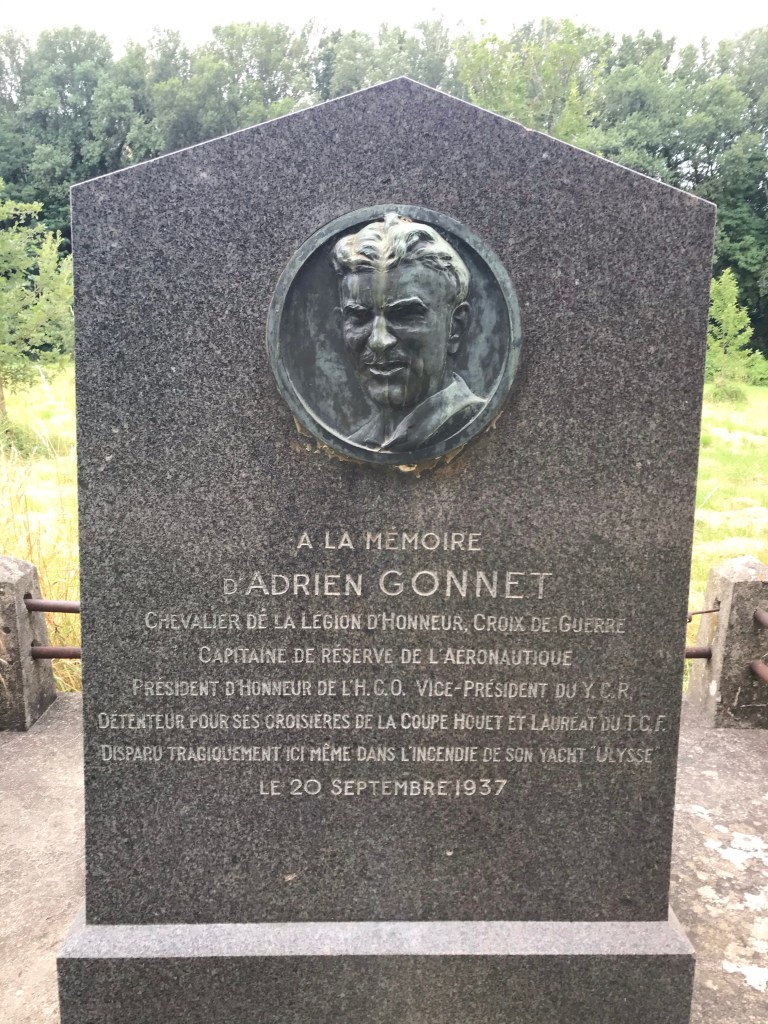 A LA MÉMOIRE
D'ADRIEN GONNET
CHEVALIER DE LA LÉGION D'HONNEUR, CROIX DE GUERRE
CAPITAINE DE RÉSERVE DE L'AÉRONAUTIQUE
PRÉSIDENT D'HONNEUR DE L'H.C.O. VICE-PRÉSIDENT DU Y.C.R.
DÉTENTEUR POUR SES CROISIÈRES DE LA COUPE HOUET ET LAURÉAT DU T.C.F.
DISPARU TRAGIQUEMENT ICI MÊME DANS L'INCENDIE DE SON YACHT "ULYSSE"
LE 20 SEPTEMBRE 1937